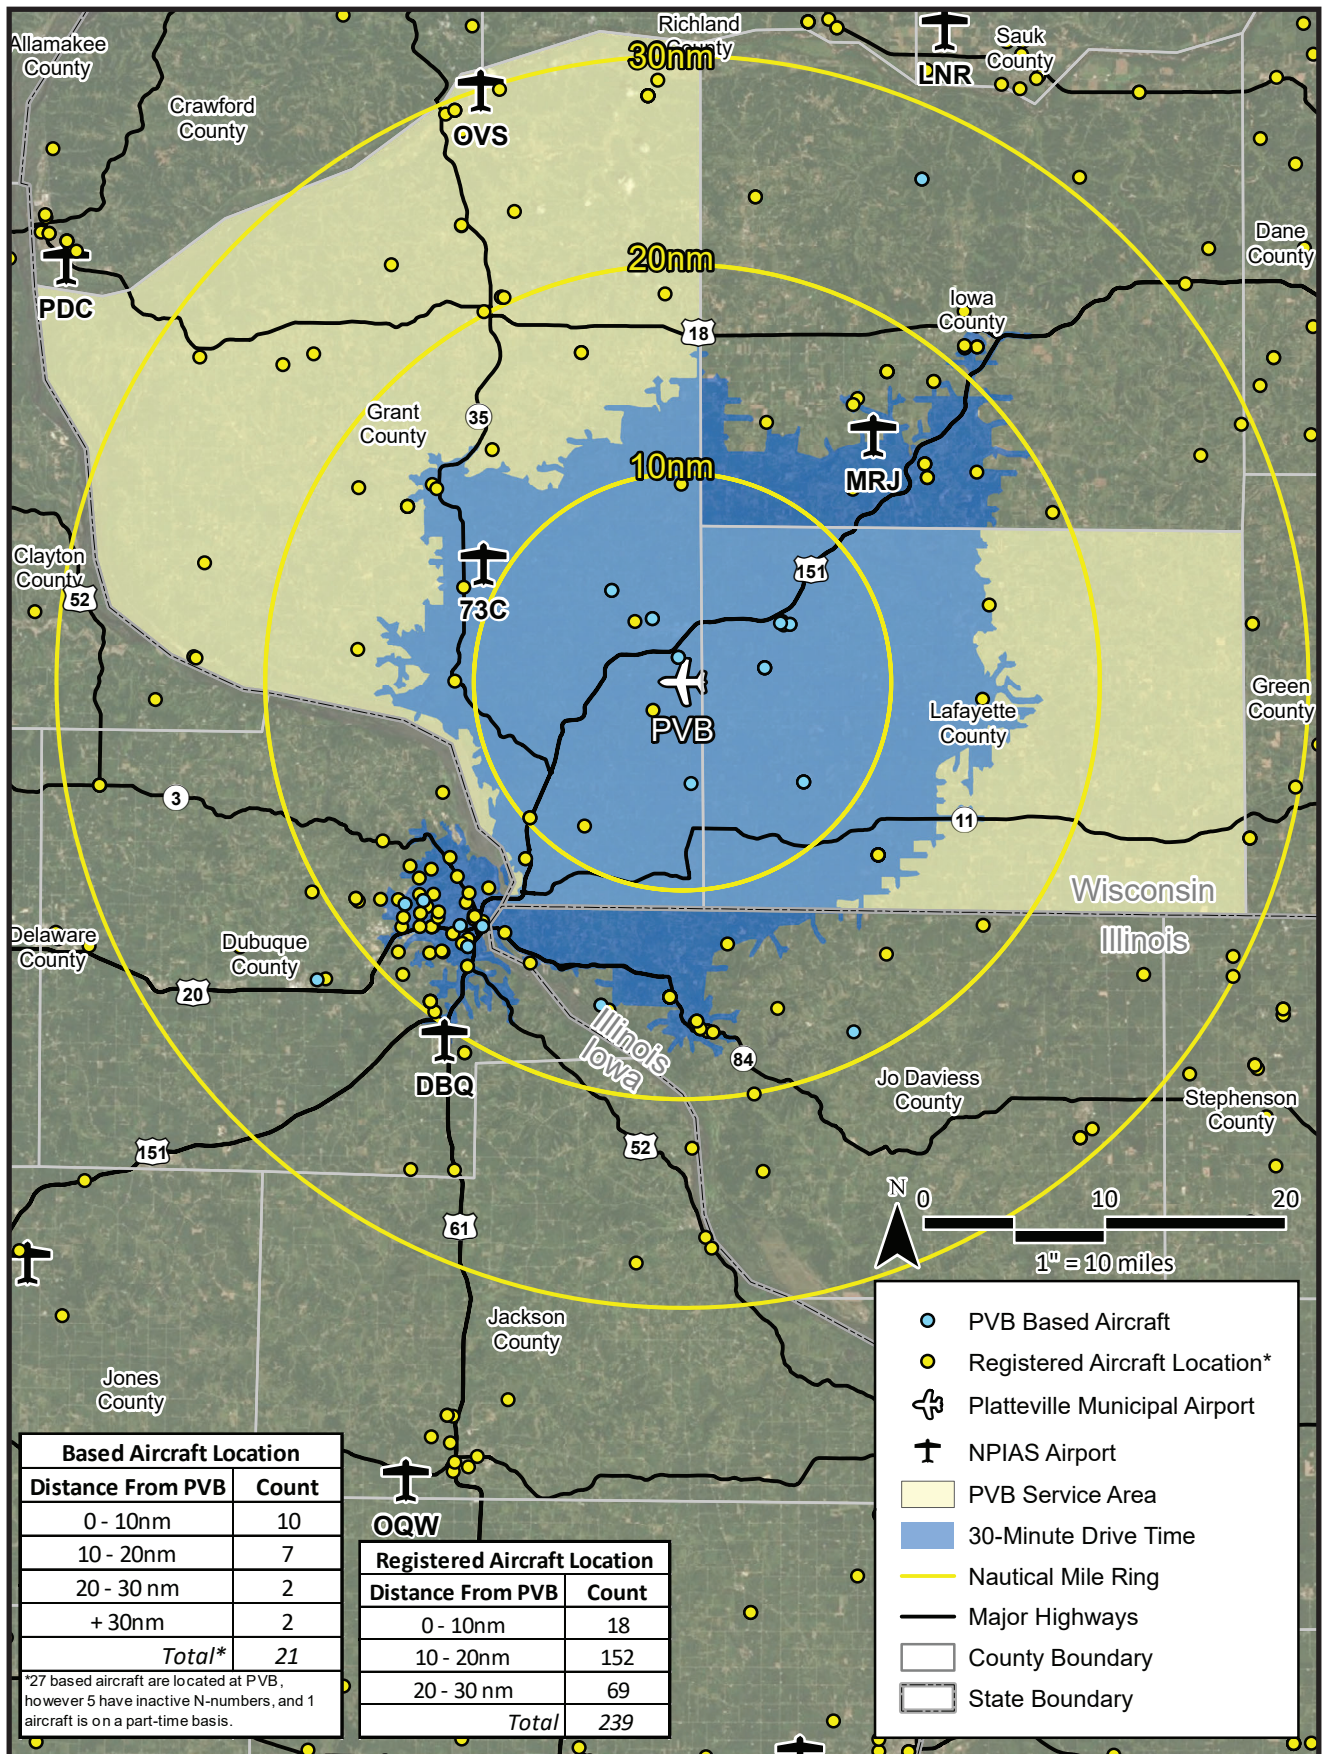 Allamakee
County
Crawford
County
Richland
County
Sauk
County
LNR
30nm
OVS
Dane
County
PDC
20nm
Iowa
County
18
Grant
County
35
10nm
MRJ
Clayton
County
52
73C
151
PVB
Lafayette
County
Green
County
3
11
Wisconsin
Illinois
Delaware
County
Dubuque
County
20
Illinois
Iowa
84
DBQ
Jo Daviess
County
Stephenson
County
151
52
61
N
0
10
20
1" = 10 miles
Jackson
County
Jones
County
OQW
PVB Based Aircraft
Registered Aircraft Location*
Platteville Municipal Airport
NPIAS Airport
PVB Service Area
30-Minute Drive Time
Nautical Mile Ring
Major Highways
County Boundary
State Boundary
Based Aircraft Location
Distance From PVB Count
0 - 10nm 10
10 - 20nm 7
20 - 30 nm 2
+ 30nm 2
Total* 21
*27 based aircraft are located at PVB,
however 5 have inactive N-numbers, and 1
aircraft is on a part-time basis.
Registered Aircraft Location
Distance From PVB Count
0 - 10nm 18
10 - 20nm 152
20 - 30 nm 69
Total 239